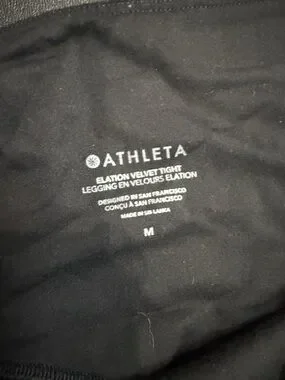 ATHLETA
ELATION VELVET TIGHT
LEGGING EN VELOURS ELATION
DESIGNED IN SAN FRANCISCO
CONÇU À SAN FRANCISCO
MADE IN SRI LANKA
M